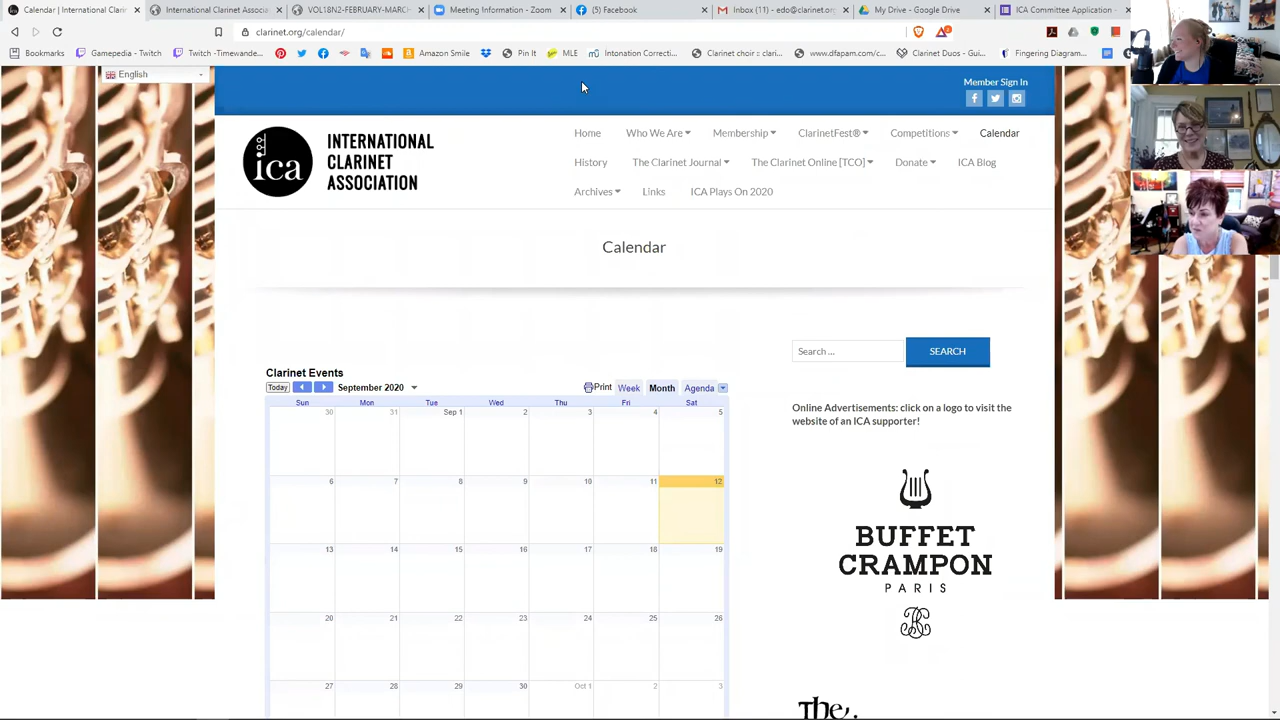 Calendar | International Clari
International Clarinet Associa
VOL18N2-FEBRUARY-MARCH
Meeting Information - Zoom
(5) Facebook
Inbox (11) - edo@clarinet.org
My Drive - Google Drive
ICA Committee Application -
clarinet.org/calendar/
Bookmarks
Gamepedia - Twitch
Twitch -Timewande...
Amazon Smile
Pin It
MLE
Intonation Correcti...
Clarinet choir :: clari...
www.dfapam.com/c...
Clarinet Duos - Gui...
Fingering Diagram...
English
Member Sign In
ica
INTERNATIONAL
CLARINET
ASSOCIATION
Home
Who We Are
Membership
ClarinetFest®
Competitions
Calendar
History
The Clarinet Journal
The Clarinet Online [TCO]
Donate
ICA Blog
Archives
Links
ICA Plays On 2020
Calendar
Search ...
SEARCH
Clarinet Events
Today
September 2020
Print
Week
Month
Agenda
Sun Mon Tue Wed Thu Fri Sat
30 31 Sep 1 2 3 4 5
6 7 8 9 10 11 12
13 14 15 16 17 18 19
20 21 22 23 24 25 26
27 28 29 30 Oct 1 2 3
Online Advertisements: click on a logo to visit the
website of an ICA supporter!
BUFFET
CRAMPON
PARIS
The